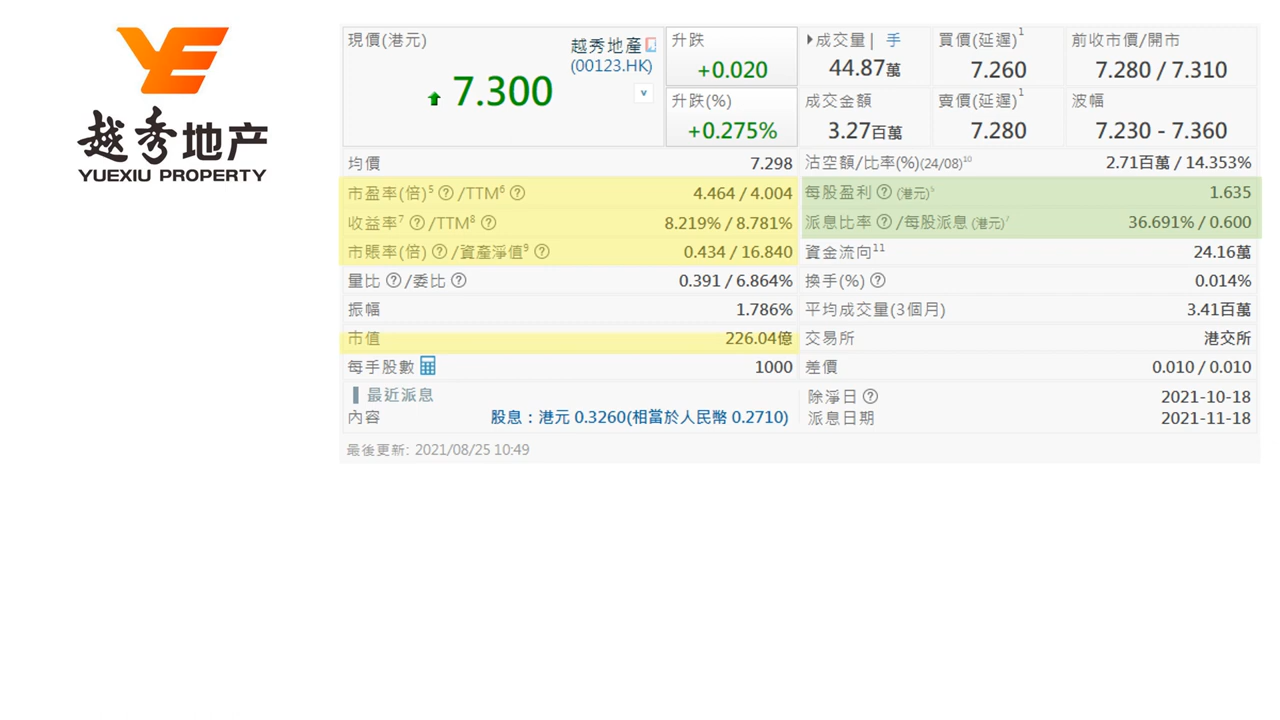 越秀地产
YUEXIU PROPERTY
現價(港元)
越秀地產
(00123.HK)
7.300
升跌
+0.020
升跌(%)
+0.275%
成交量| 手
44.87萬
買價(延遲)1
7.260
前收市價/開市
7.280 / 7.310
成交金額
3.27百萬
賣價(延遲)1
7.280
波幅
7.230 - 7.360
均價 7.298
沽空額/比率(%)(24/08)10 2.71百萬 / 14.353%
市盈率(倍)5 ? /TTM6 ? 4.464 / 4.004
每股盈利 ? (港元)5 1.635
收益率7 ? /TTM8 ? 8.219% / 8.781%
派息比率 ? /每股派息 (港元)7 36.691% / 0.600
市賬率(倍) ? /資產淨值9 ? 0.434 / 16.840
資金流向11 24.16萬
量比 ? /委比 ? 0.391 / 6.864%
換手(%) ? 0.014%
振幅 1.786%
平均成交量(3個月) 3.41百萬
市值 226.04億
交易所 港交所
每手股數 1000
差價 0.010 / 0.010
最近派息
除淨日 ? 2021-10-18
內容 股息：港元 0.3260(相當於人民幣 0.2710)
派息日期 2021-11-18
最後更新: 2021/08/25 10:49